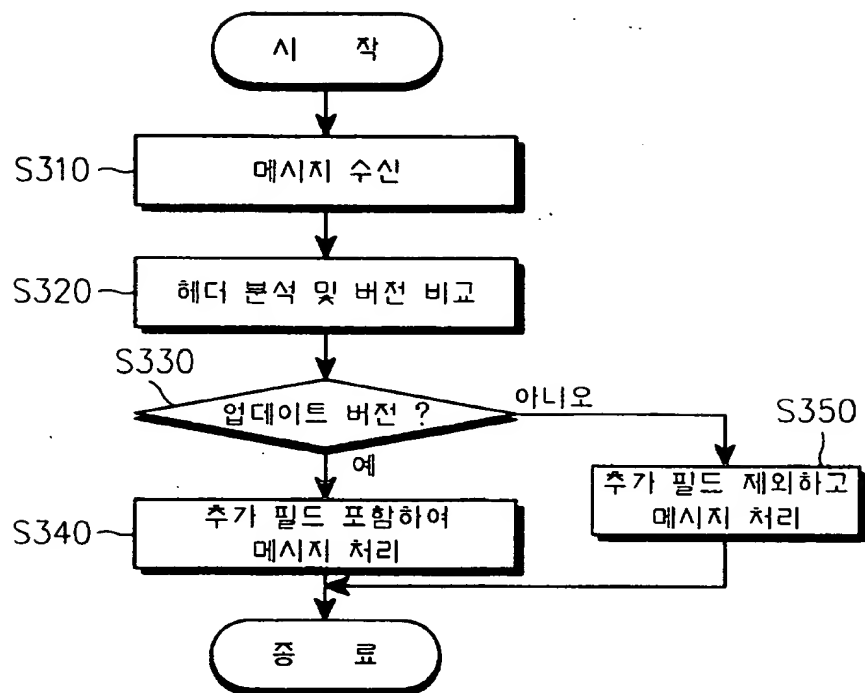 시 작
S310
메시지 수신
S320
헤더 분석 및 버전 비교
S330
업데이트 버전 ?
아니오
예
S350
추가 필드 제외하고
메시지 처리
S340
추가 필드 포함하여
메시지 처리
종 료